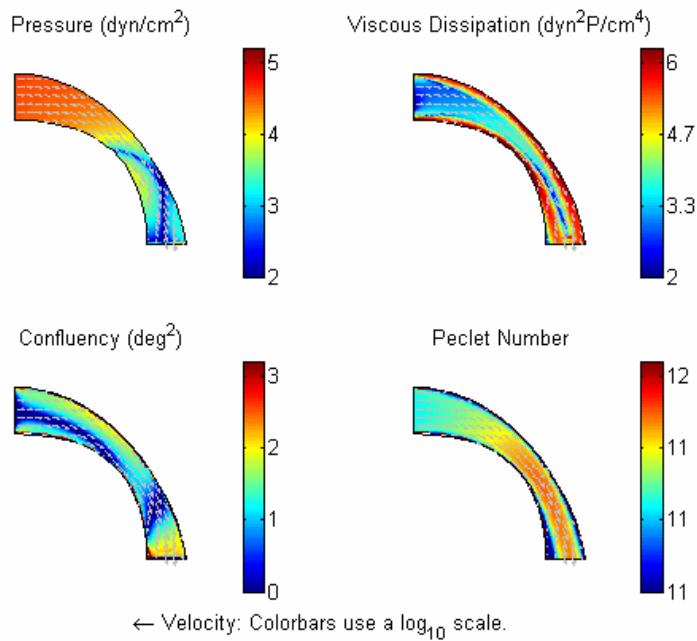 Pressure (dyn/cm²) Viscous Dissipation (dyn²P/cm⁴)
5 6
4 4.7
3 3.3
2 2
Confluency (deg²) Peclet Number
3 12
2 11
1 11
0 11
← Velocity: Colorbars use a log₁₀ scale.